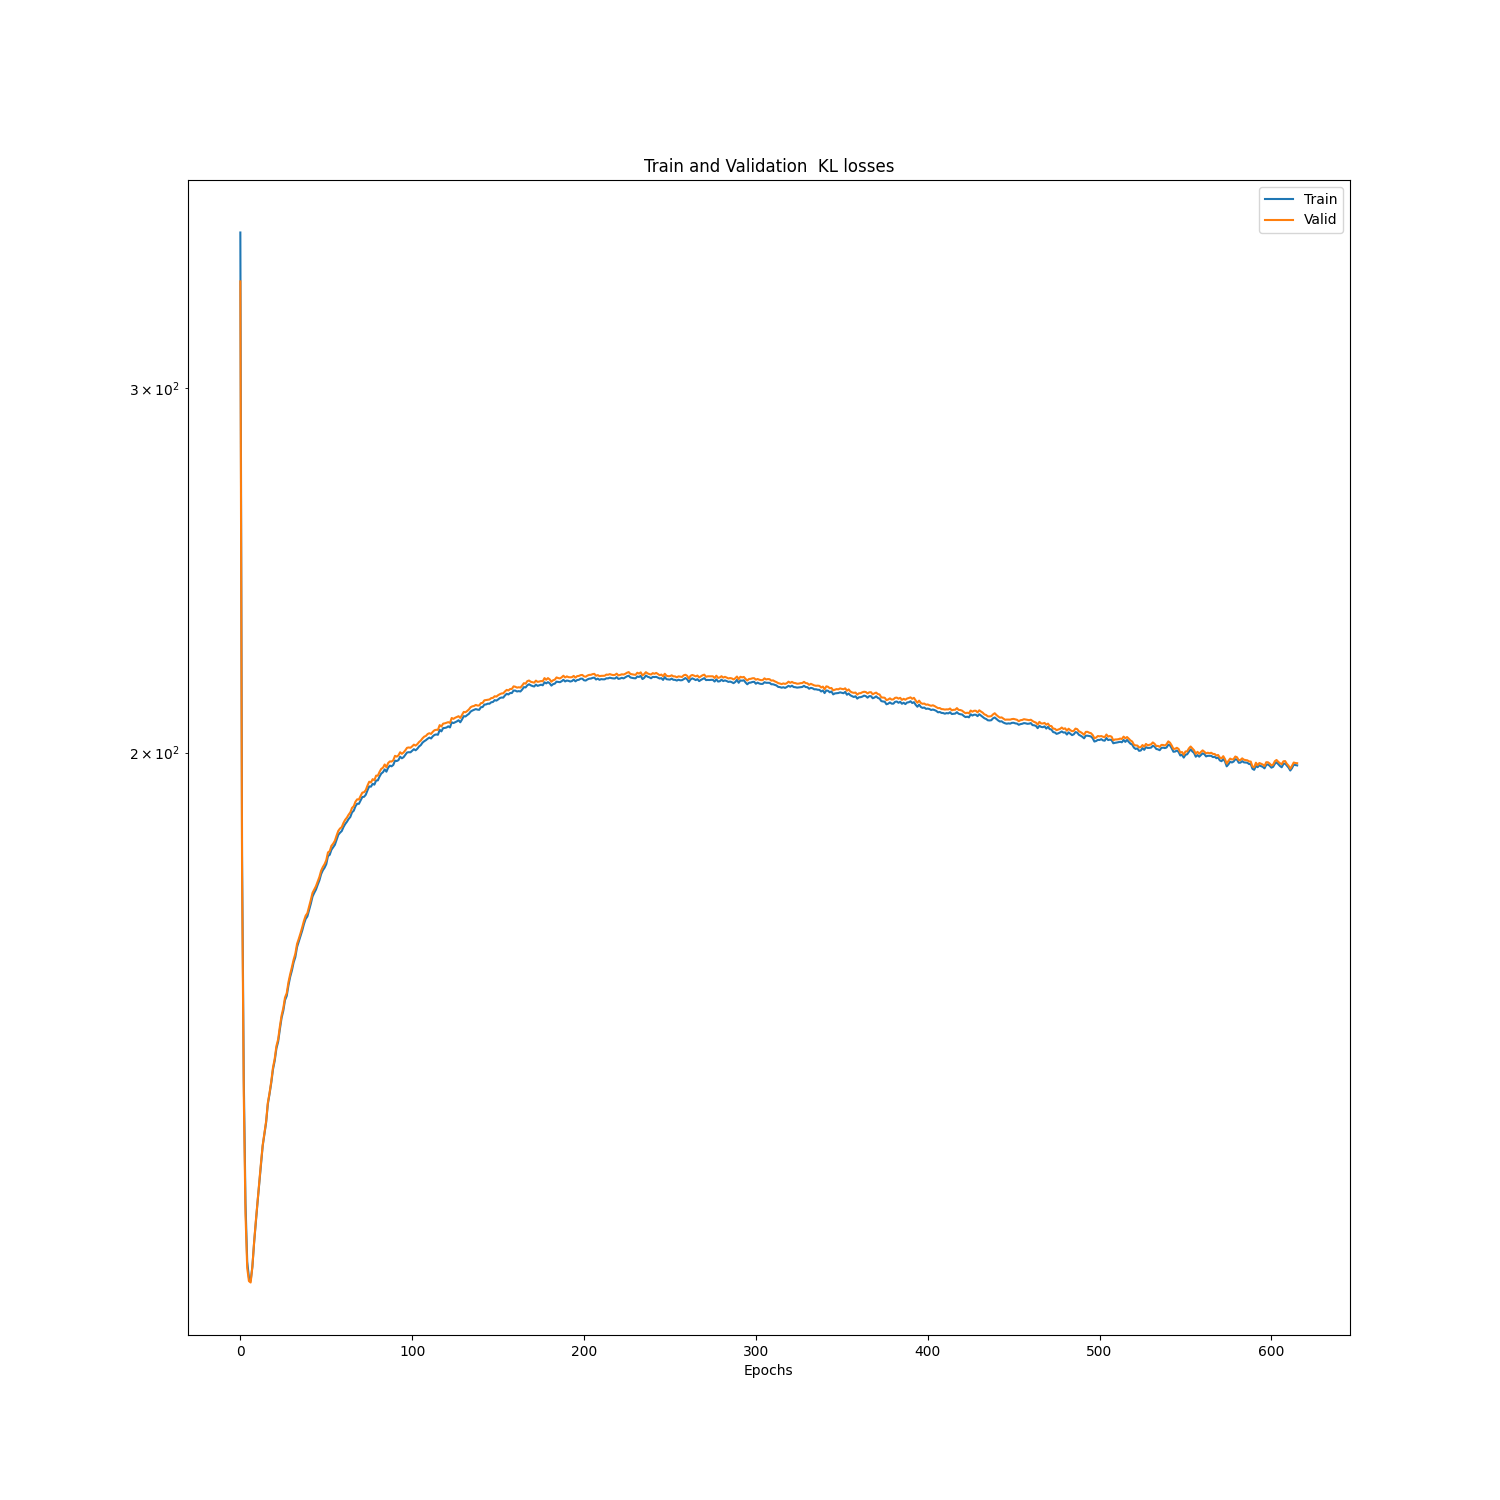 Train and Validation  KL losses
Train
Valid
3 × 10²
2 × 10²
0 100 200 300 400 500 600
Epochs